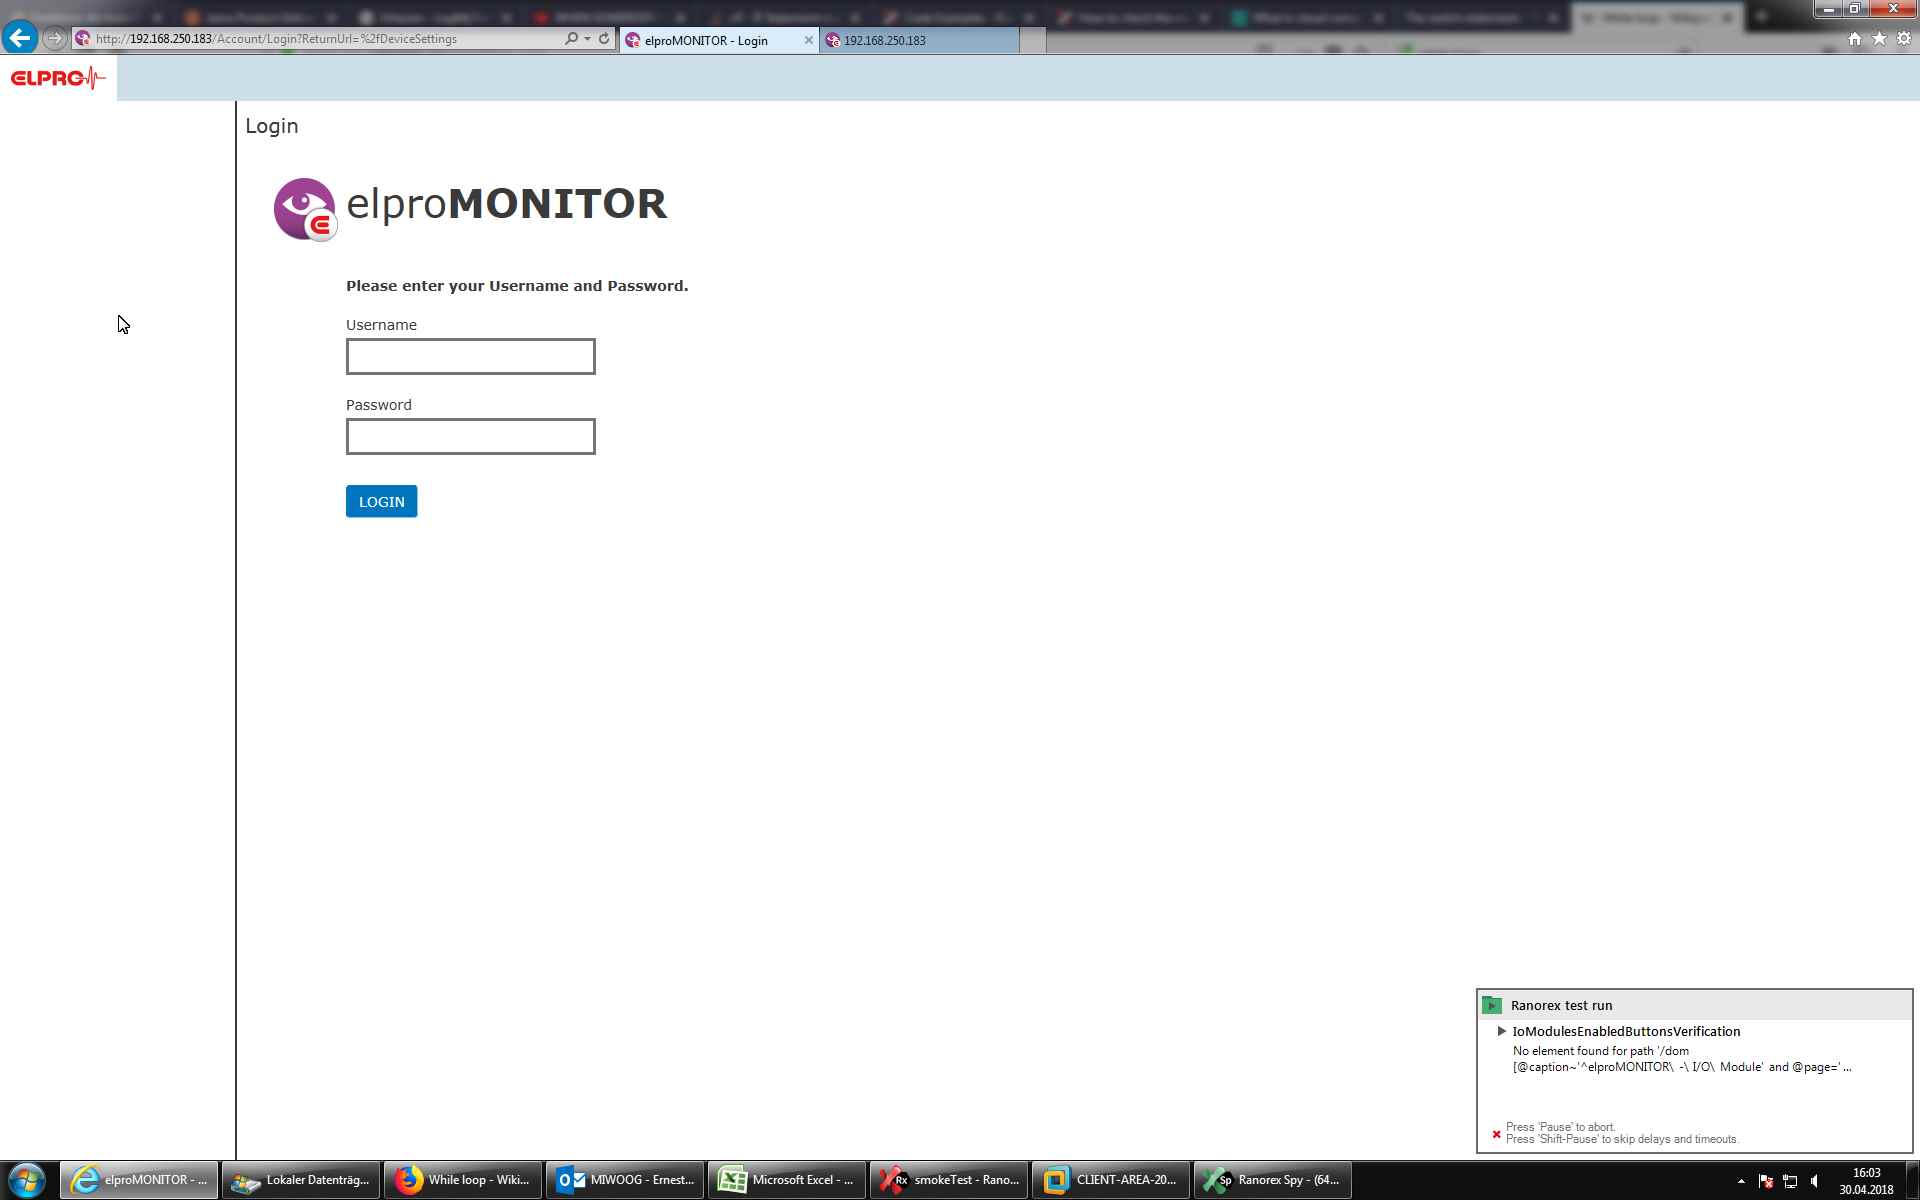 http://192.168.250.183/Account/Login?ReturnUrl=%2fDeviceSettings
elproMONITOR - Login
192.168.250.183
ELPRO
Login
elproMONITOR
Please enter your Username and Password.
Username
Password
LOGIN
Ranorex test run
IoModulesEnabledButtonsVerification
No element found for path '/dom
[@caption~'^elproMONITOR\ -\ I/O\ Module' and @page=' ...
Press 'Pause' to abort.
Press 'Shift-Pause' to skip delays and timeouts.
elproMONITOR - ...
Lokaler Datenträg...
While loop - Wiki...
MIWOOG - Ernest...
Microsoft Excel - ...
smokeTest - Rano...
CLIENT-AREA-20...
Ranorex Spy - (64...
16:03
30.04.2018